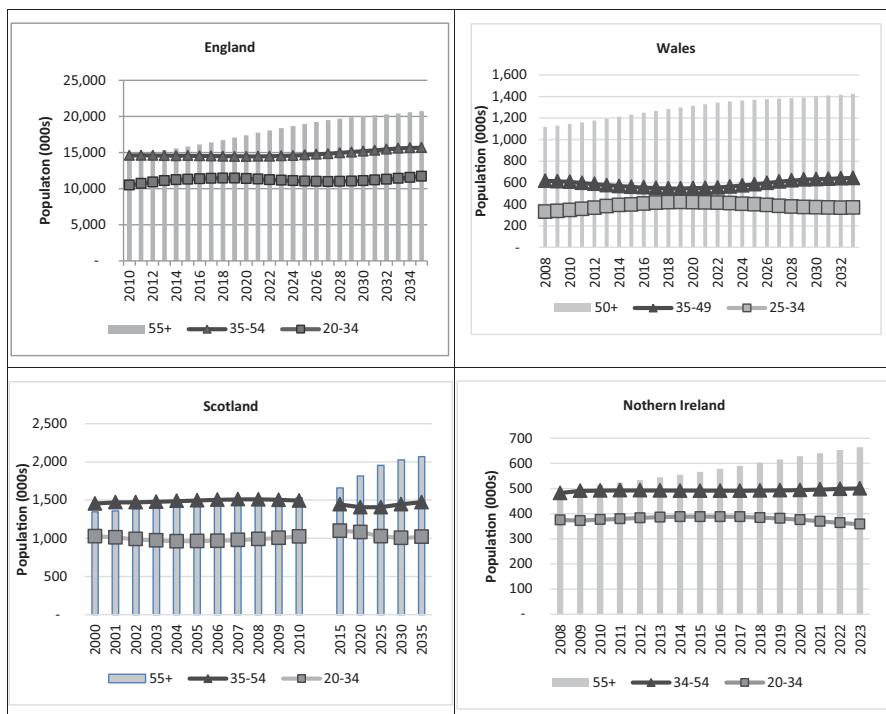 England
Populaton (000s)
25,000
20,000
15,000
10,000
5,000
-
2010 2012 2014 2016 2018 2020 2022 2024 2026 2028 2030 2032 2034
55+ 35-54 20-34
Wales
Population (000s)
1,600
1,400
1,200
1,000
800
600
400
200
-
2008 2010 2012 2014 2016 2018 2020 2022 2024 2026 2028 2030 2032
50+ 35-49 25-34
Scotland
Population (000s)
2,500
2,000
1,500
1,000
500
-
2000 2001 2002 2003 2004 2005 2006 2007 2008 2009 2010 2015 2020 2025 2030 2035
55+ 35-54 20-34
Nothern Ireland
Population (000s)
700
600
500
400
300
200
100
-
2008 2009 2010 2011 2012 2013 2014 2015 2016 2017 2018 2019 2020 2021 2022 2023
55+ 34-54 20-34